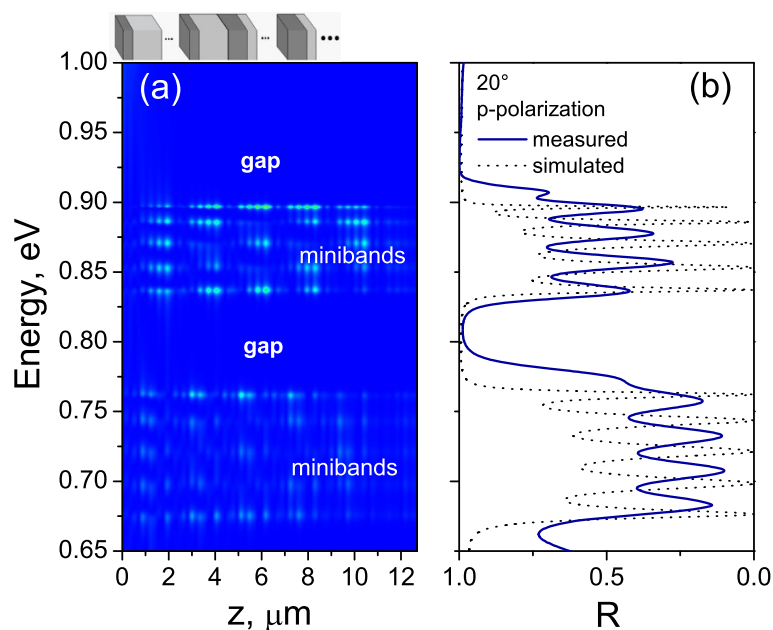 ... ... •••
(a)
gap
minibands
gap
minibands
1.00
0.95
0.90
0.85
0.80
0.75
0.70
0.65
Energy, eV
0 2 4 6 8 10 12
z, μm
20° (b)
p-polarization
measured
simulated
1.0 0.5 0.0
R